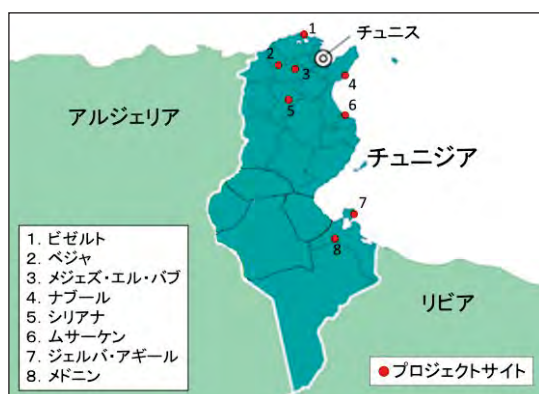 1
チュニス
2
3
4
5
6
アルジェリア
チュニジア
7
8
リビア
1. ビゼルト
2. ベジャ
3. メジェズ・エル・バブ
4. ナブール
5. シリアナ
6. ムサーケン
7. ジェルバ・アギール
8. メドニン
プロジェクトサイト